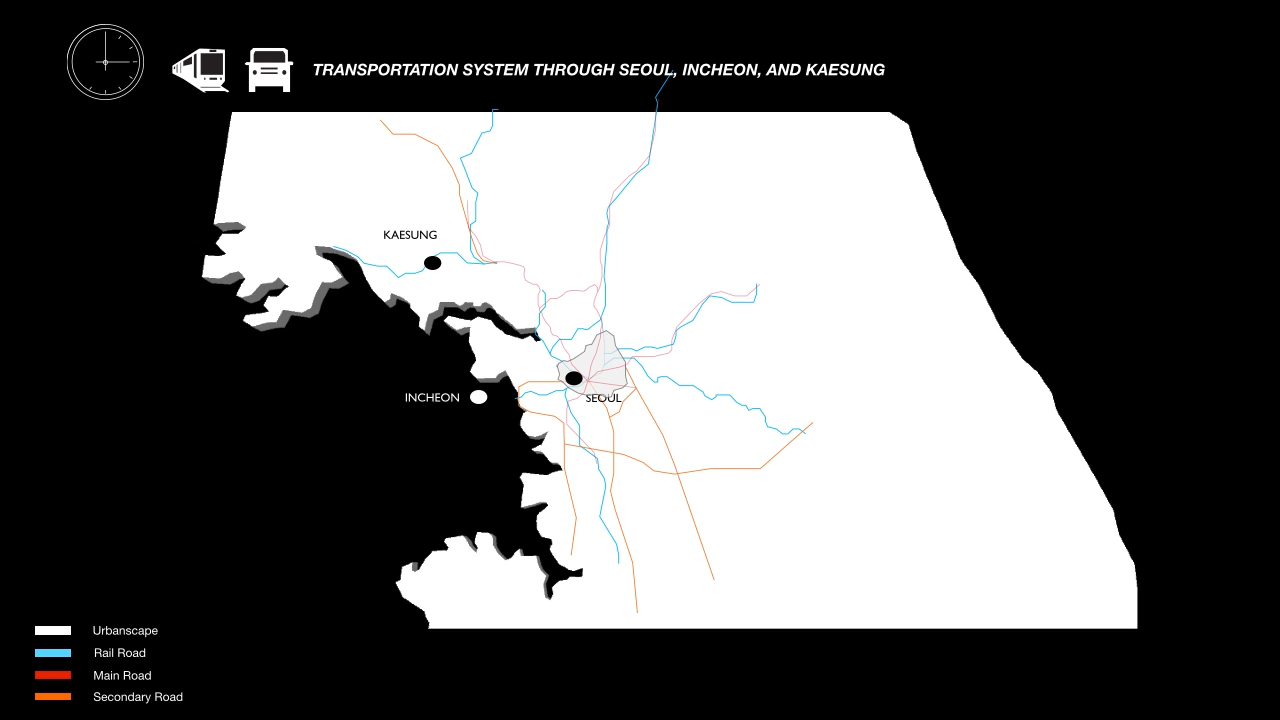 TRANSPORTATION SYSTEM THROUGH SEOUL, INCHEON, AND KAESUNG
KAESUNG
INCHEON
SEOUL
Urbanscape
Rail Road
Main Road
Secondary Road